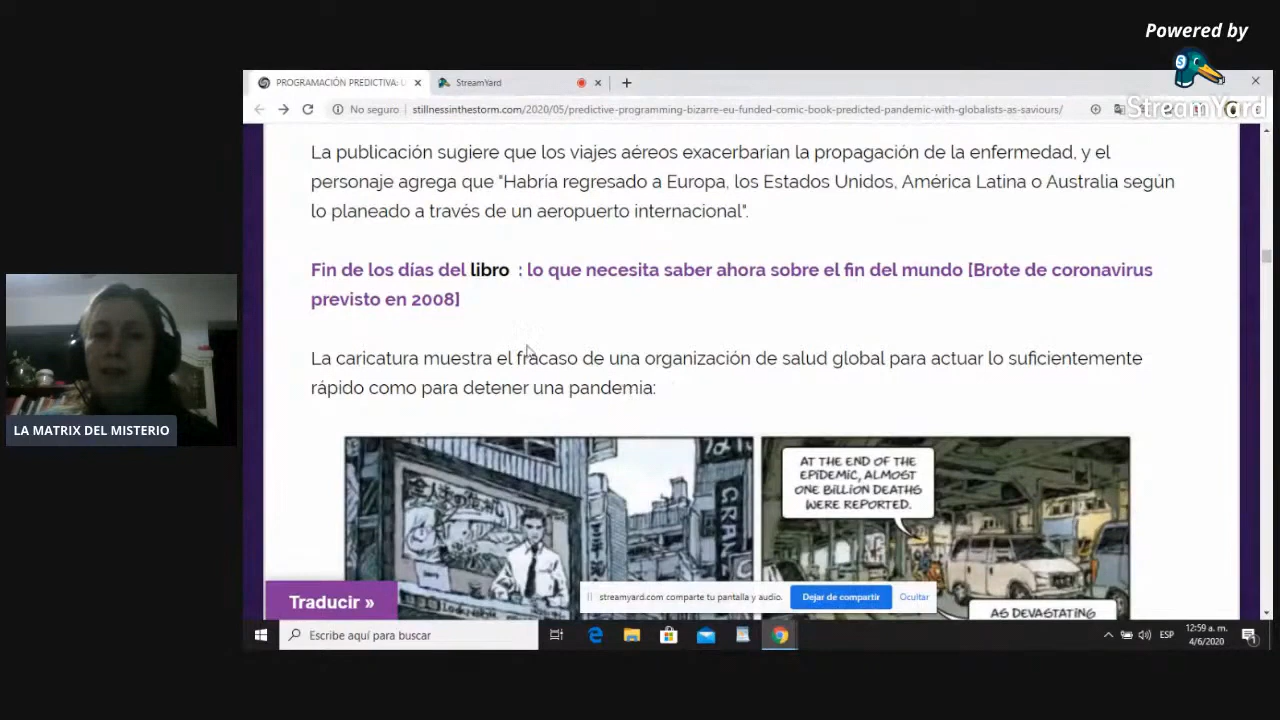 Powered by
StreamYard
PROGRAMACIÓN PREDICTIVA:
StreamYard
No seguro
stillnessinthestorm.com/2020/05/predictive-programming-bizarre-eu-funded-comic-book-predicted-pandemic-with-globalists-as-saviours/
La publicación sugiere que los viajes aéreos exacerbarían la propagación de la enfermedad, y el
personaje agrega que "Habría regresado a Europa, los Estados Unidos, América Latina o Australia según
lo planeado a través de un aeropuerto internacional".
Fin de los días del libro : lo que necesita saber ahora sobre el fin del mundo [Brote de coronavirus
previsto en 2008]
La caricatura muestra el fracaso de una organización de salud global para actuar lo suficientemente
rápido como para detener una pandemia:
LA MATRIX DEL MISTERIO
AT THE END OF THE
EPIDEMIC, ALMOST
ONE BILLION DEATHS
WERE REPORTED.
AS DEVASTATING
Traducir »
streamyard.com comparte tu pantalla y audio.
Dejar de compartir
Ocultar
Escribe aquí para buscar
ESP
12:59 a. m.
4/6/2020